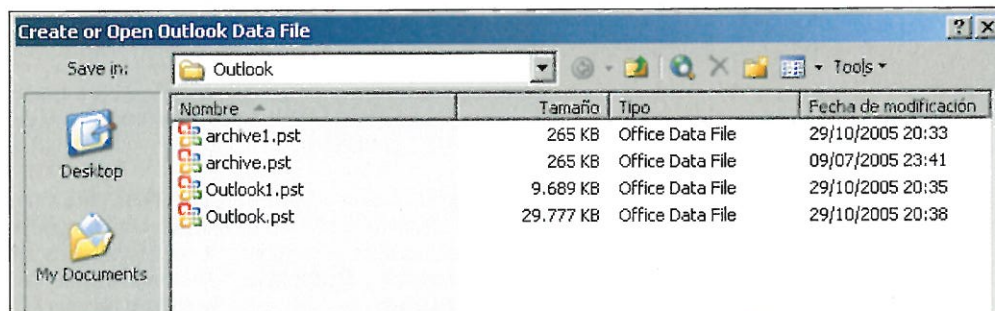 Create or Open Outlook Data File
Save in: Outlook Tools
Nombre Tamaño Tipo Fecha de modificación
archive1.pst 265 KB Office Data File 29/10/2005 20:33
archive.pst 265 KB Office Data File 09/07/2005 23:41
Outlook1.pst 9.689 KB Office Data File 29/10/2005 20:35
Outlook.pst 29.777 KB Office Data File 29/10/2005 20:38
Desktop
My Documents